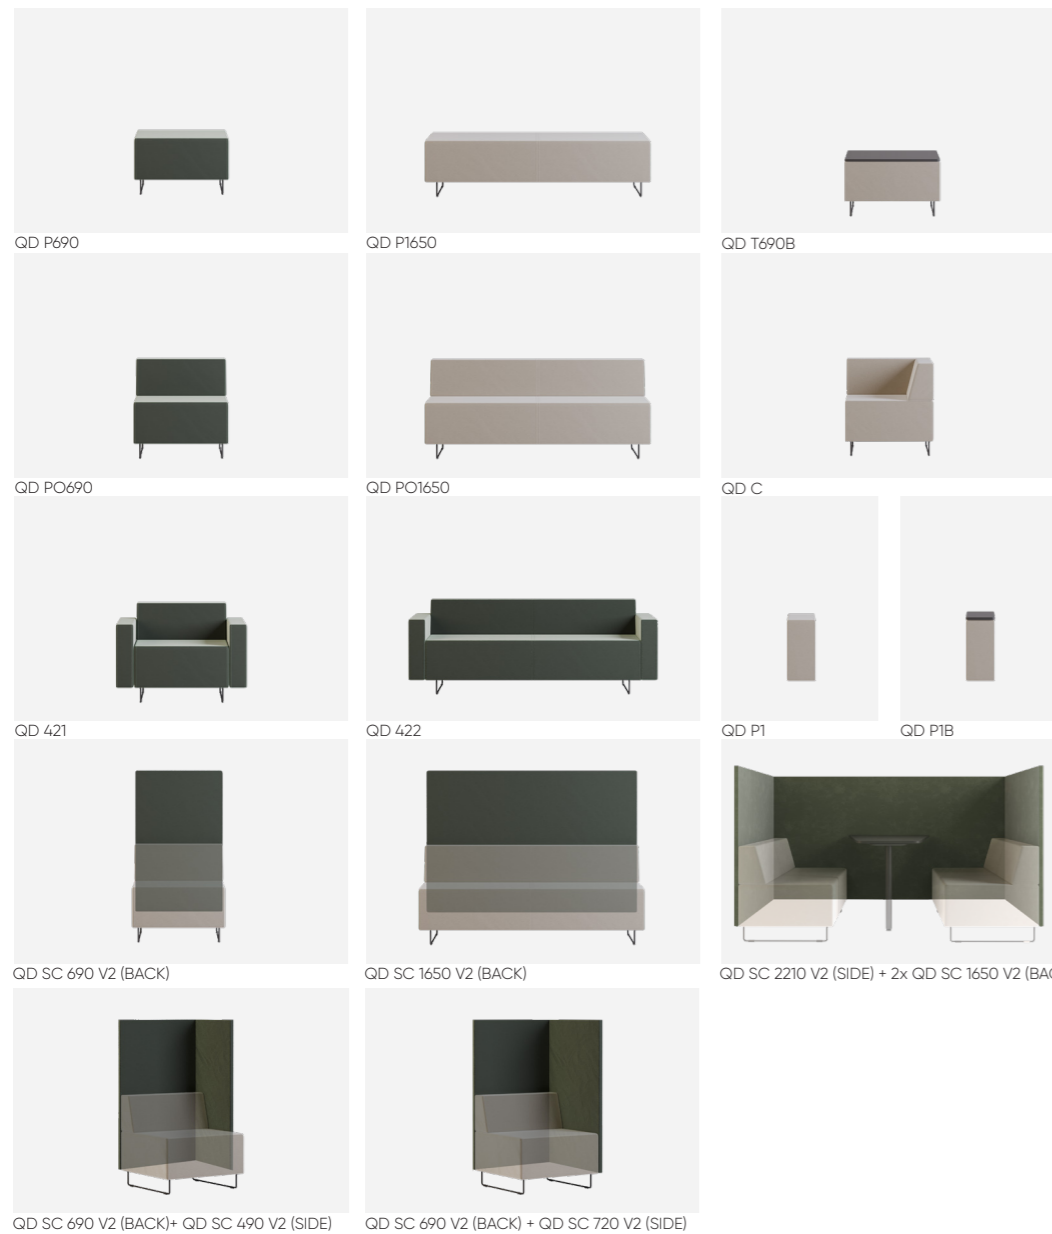 QD P690
QD P1650
QD T690B
QD PO690
QD PO1650
QD C
QD 421
QD 422
QD P1
QD P1B
QD SC 690 V2 (BACK)
QD SC 1650 V2 (BACK)
QD SC 2210 V2 (SIDE) + 2x QD SC 1650 V2
QD SC 690 V2 (BACK)+ QD SC 490 V2 (SIDE)
QD SC 690 V2 (BACK) + QD SC 720 V2 (SIDE)